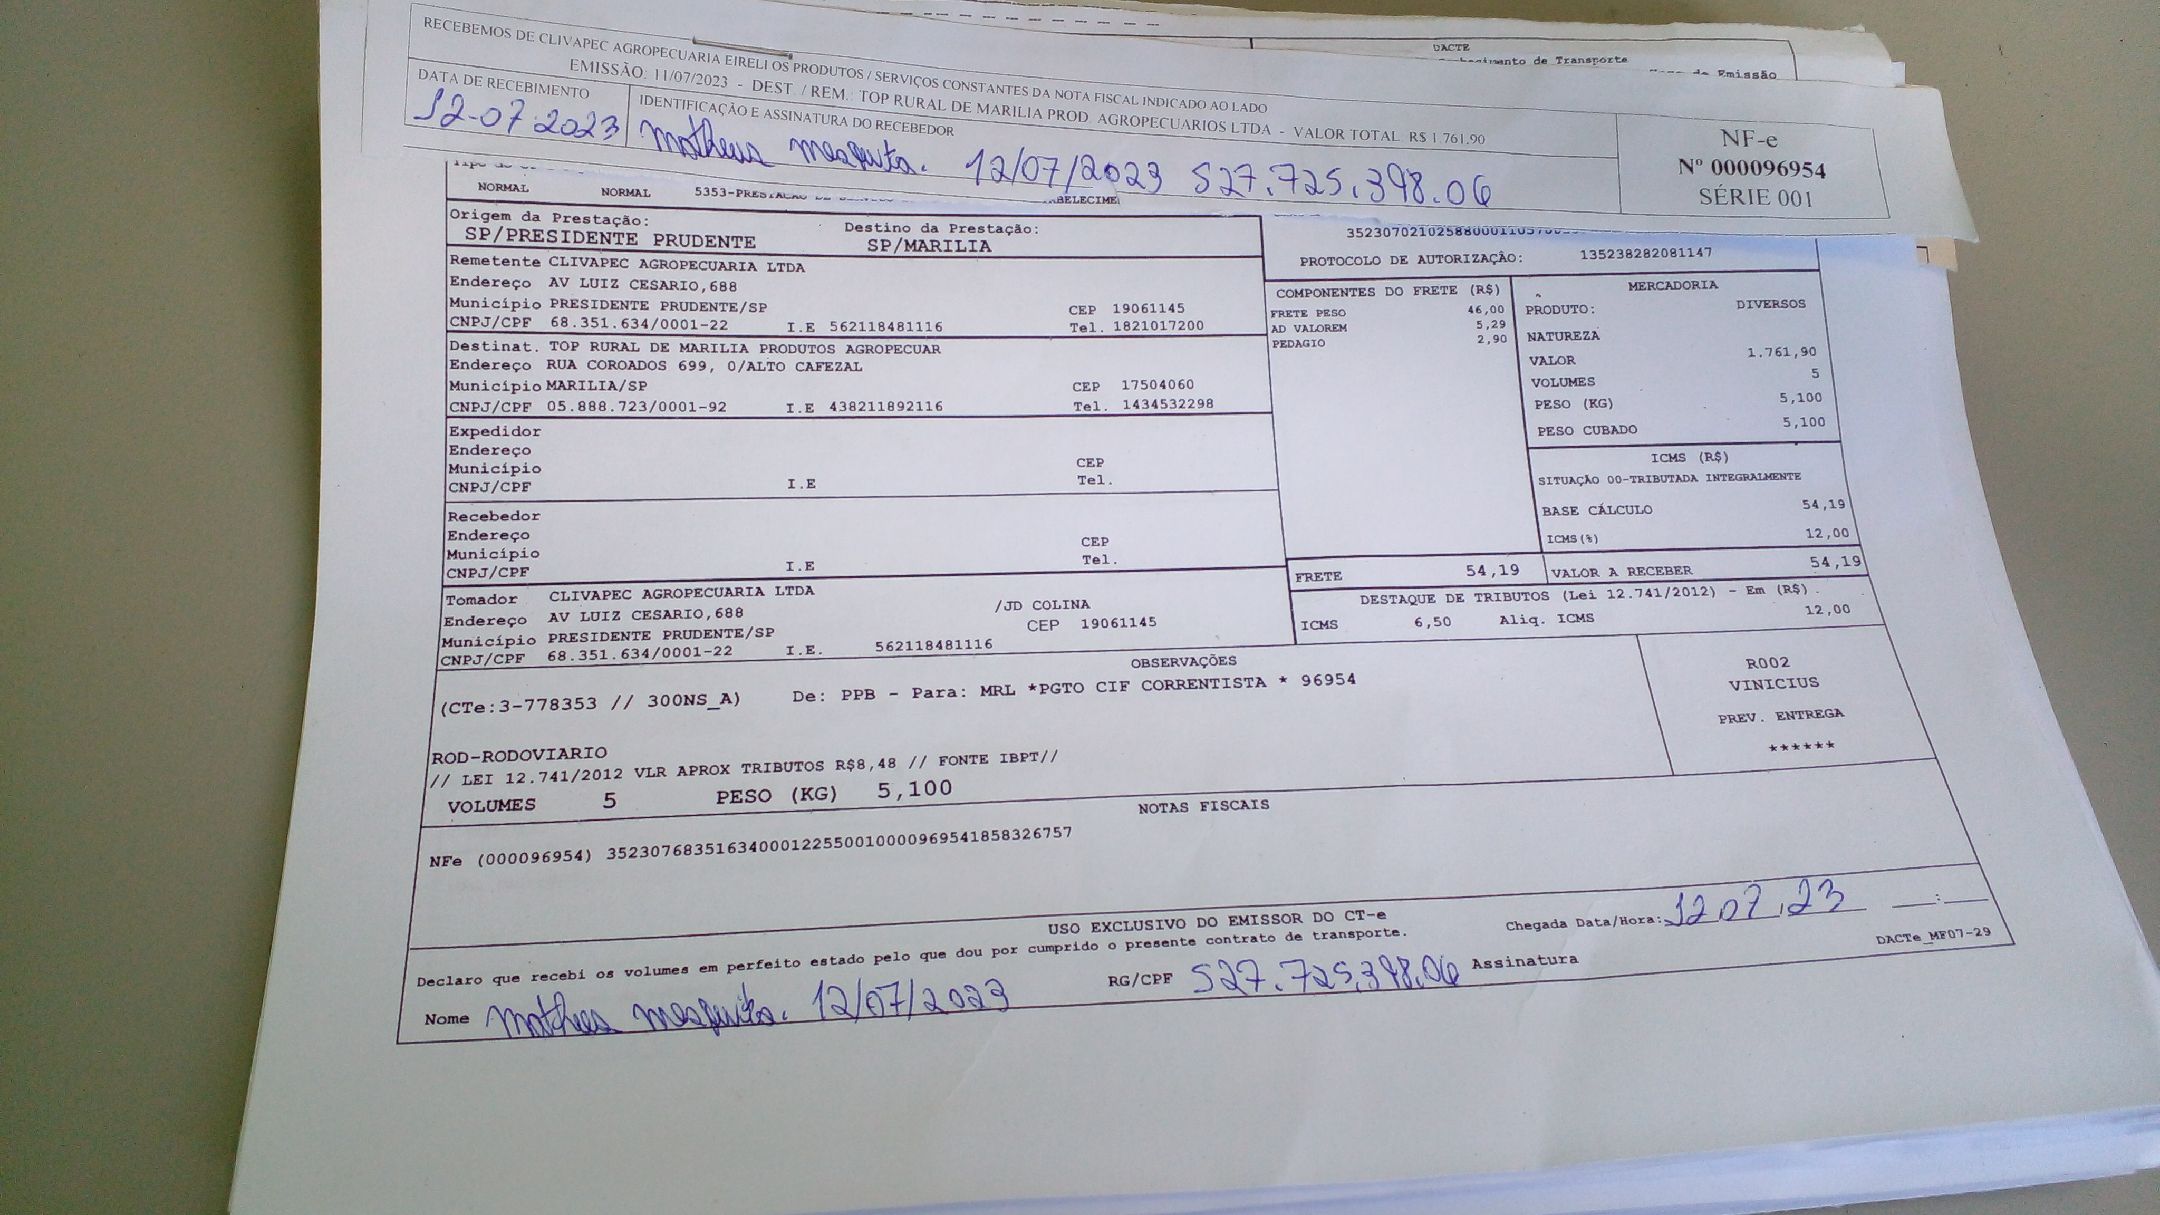 RECEBEMOS DE CLIVAPEC AGROPECUARIA EIRELI OS PRODUTOS / SERVIÇOS CONSTANTES DA NOTA FISCAL INDICADO AO LADO
EMISSÃO: 11/07/2023 - DEST. / REM.: TOP RURAL DE MARILIA PROD. AGROPECUARIOS LTDA - VALOR TOTAL: R$ 1.761,90
DATA DE RECEBIMENTO IDENTIFICAÇÃO E ASSINATURA DO RECEBEDOR
12-07-2023 Matheus Mesquita. 12/07/2023 527.725.398.06
NF-e
Nº 000096954
SÉRIE 001
DACTE
de Transporte
Emissão
NORMAL NORMAL 5353-PRESTACAO DE
Origem da Prestação: Destino da Prestação:
SP/PRESIDENTE PRUDENTE SP/MARILIA
PROTOCOLO DE AUTORIZAÇÃO: 135238282081147
Remetente CLIVAPEC AGROPECUARIA LTDA
Endereço AV LUIZ CESARIO,688
Município PRESIDENTE PRUDENTE/SP CEP 19061145
CNPJ/CPF 68.351.634/0001-22 I.E 562118481116 Tel. 1821017200
Destinat. TOP RURAL DE MARILIA PRODUTOS AGROPECUAR
Endereço RUA COROADOS 699, 0/ALTO CAFEZAL
Município MARILIA/SP CEP 17504060
CNPJ/CPF 05.888.723/0001-92 I.E 438211892116 Tel. 1434532298
Expedidor
Endereço
Município CEP
CNPJ/CPF I.E Tel.
Recebedor
Endereço
Município CEP
CNPJ/CPF I.E Tel.
Tomador CLIVAPEC AGROPECUARIA LTDA
Endereço AV LUIZ CESARIO,688 /JD COLINA
Município PRESIDENTE PRUDENTE/SP CEP 19061145
CNPJ/CPF 68.351.634/0001-22 I.E. 562118481116
COMPONENTES DO FRETE (R$)
FRETE PESO 46,00
AD VALOREM 5,29
PEDAGIO 2,90
MERCADORIA
PRODUTO: DIVERSOS
NATUREZA
VALOR 1.761,90
VOLUMES 5
PESO (KG) 5,100
PESO CUBADO 5,100
ICMS (R$)
SITUAÇÃO 00-TRIBUTADA INTEGRALMENTE
BASE CÁLCULO 54,19
ICMS(%) 12,00
FRETE 54,19 VALOR A RECEBER 54,19
DESTAQUE DE TRIBUTOS (Lei 12.741/2012) - Em (R$).
ICMS 6,50 Aliq. ICMS 12,00
OBSERVAÇÕES
(CTe:3-778353 // 300NS_A) De: PPB - Para: MRL *PGTO CIF CORRENTISTA * 96954
ROD-RODOVIARIO
// LEI 12.741/2012 VLR APROX TRIBUTOS R$8,48 // FONTE IBPT//
VOLUMES 5 PESO (KG) 5,100
R002
VINICIUS
PREV. ENTREGA
******
NOTAS FISCAIS
NFe (000096954) 35230768351634000122550010000969541858326757
USO EXCLUSIVO DO EMISSOR DO CT-e
Declaro que recebi os volumes em perfeito estado pelo que dou por cumprido o presente contrato de transporte.
Chegada Data/Hora: 12 07, 23 __:__
DACTe_MF07-29
Nome Matheus Mesquita. 12/07/2023 RG/CPF 527.725.398.06 Assinatura